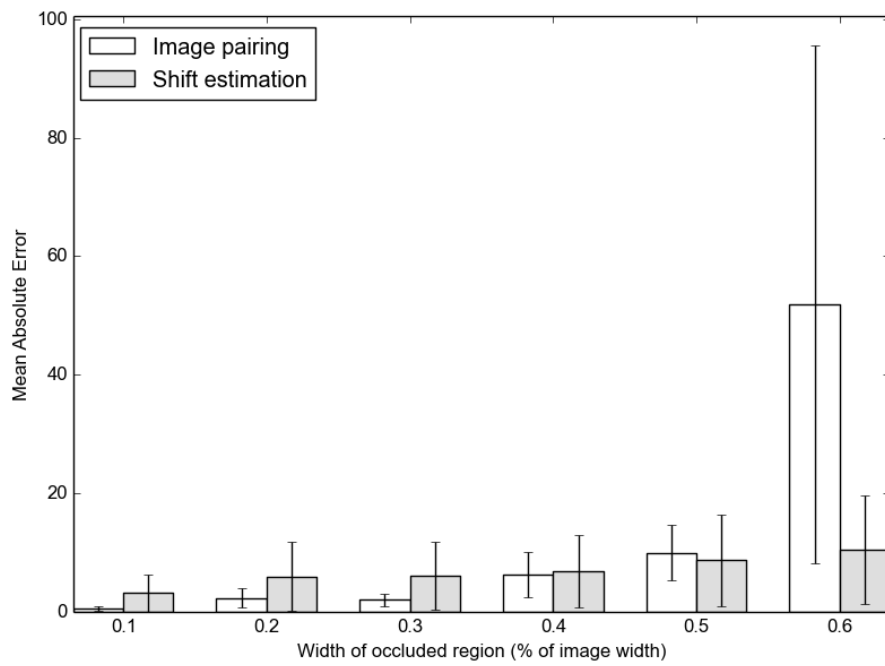 100
Image pairing
Shift estimation
80
60
40
20
0
Mean Absolute Error
0.1 0.2 0.3 0.4 0.5 0.6
Width of occluded region (% of image width)